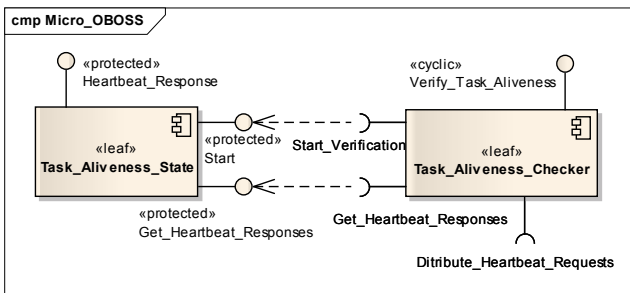 cmp Micro_OBOSS
«protected»
Heartbeat_Response
«cyclic»
Verify_Task_Aliveness
«leaf»
Task_Aliveness_State
«protected»
Start
Start_Verification
«leaf»
Task_Aliveness_Checker
«protected»
Get_Heartbeat_Responses
Get_Heartbeat_Responses
Ditribute_Heartbeat_Requests